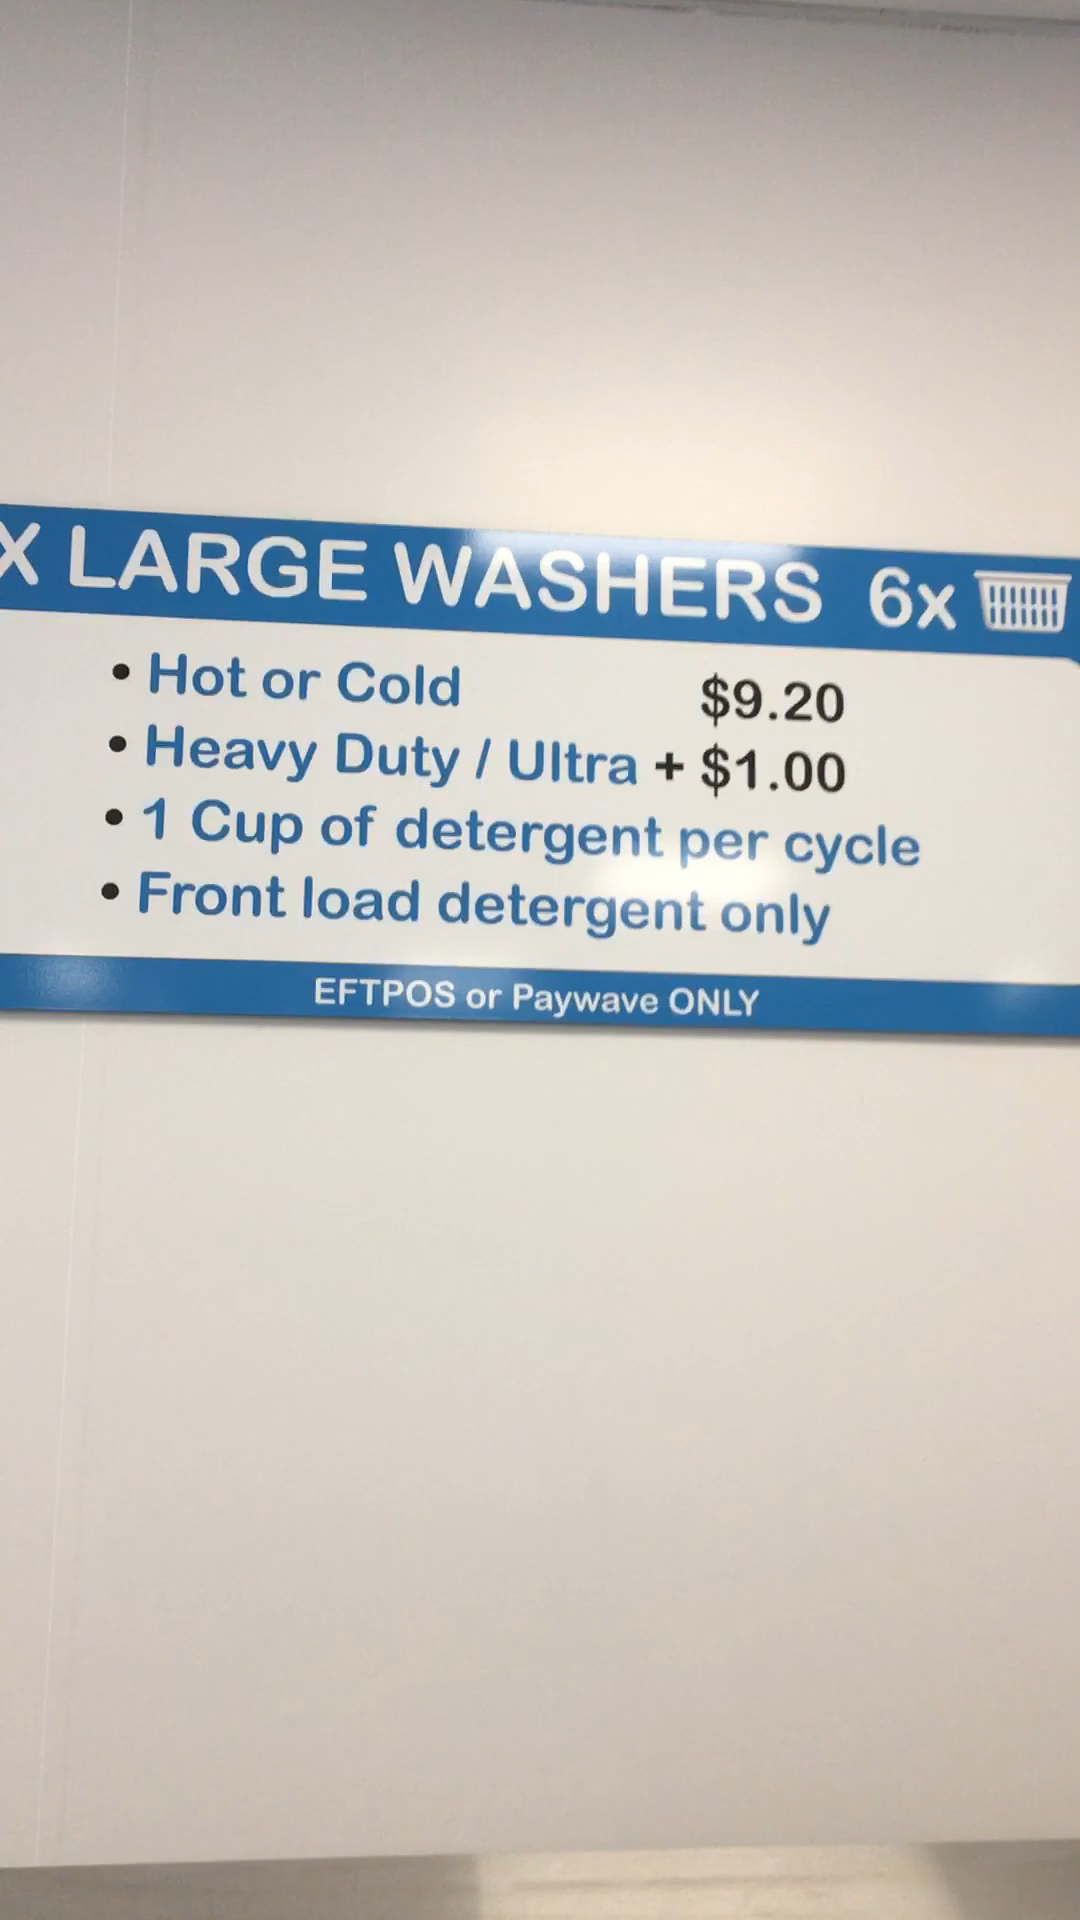 X LARGE WASHERS 6x
• Hot or Cold $9.20
• Heavy Duty / Ultra + $1.00
• 1 Cup of detergent per cycle
• Front load detergent only
EFTPOS or Paywave ONLY